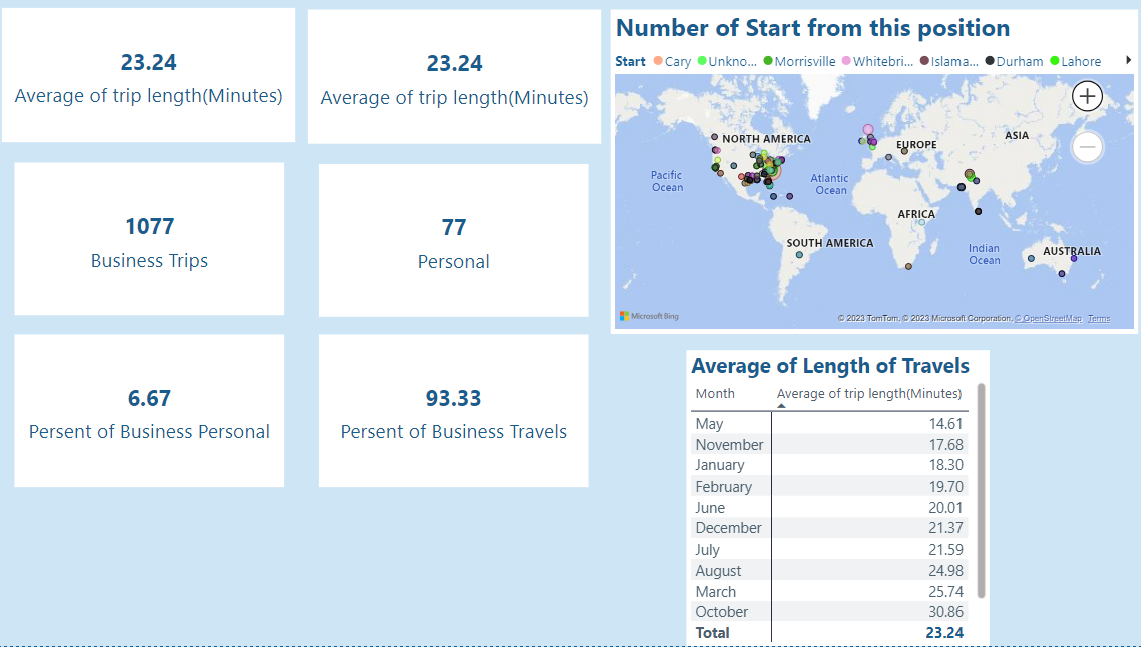 23.24
Average of trip length(Minutes)
23.24
Average of trip length(Minutes)
1077
Business Trips
77
Personal
6.67
Persent of Business Personal
93.33
Persent of Business Travels
Number of Start from this position
Start Cary Unkno... Morrisville Whitebri... Islama... Durham Lahore
NORTH AMERICA
EUROPE
ASIA
Pacific
Ocean
Atlantic
Ocean
AFRICA
SOUTH AMERICA
Indian
Ocean
AUSTRALIA
Microsoft Bing
© 2023 TomTom, © 2023 Microsoft Corporation, © OpenStreetMap Terms
Average of Length of Travels
Month Average of trip length(Minutes)
May 14.61
November 17.68
January 18.30
February 19.70
June 20.01
December 21.37
July 21.59
August 24.98
March 25.74
October 30.86
Total 23.24